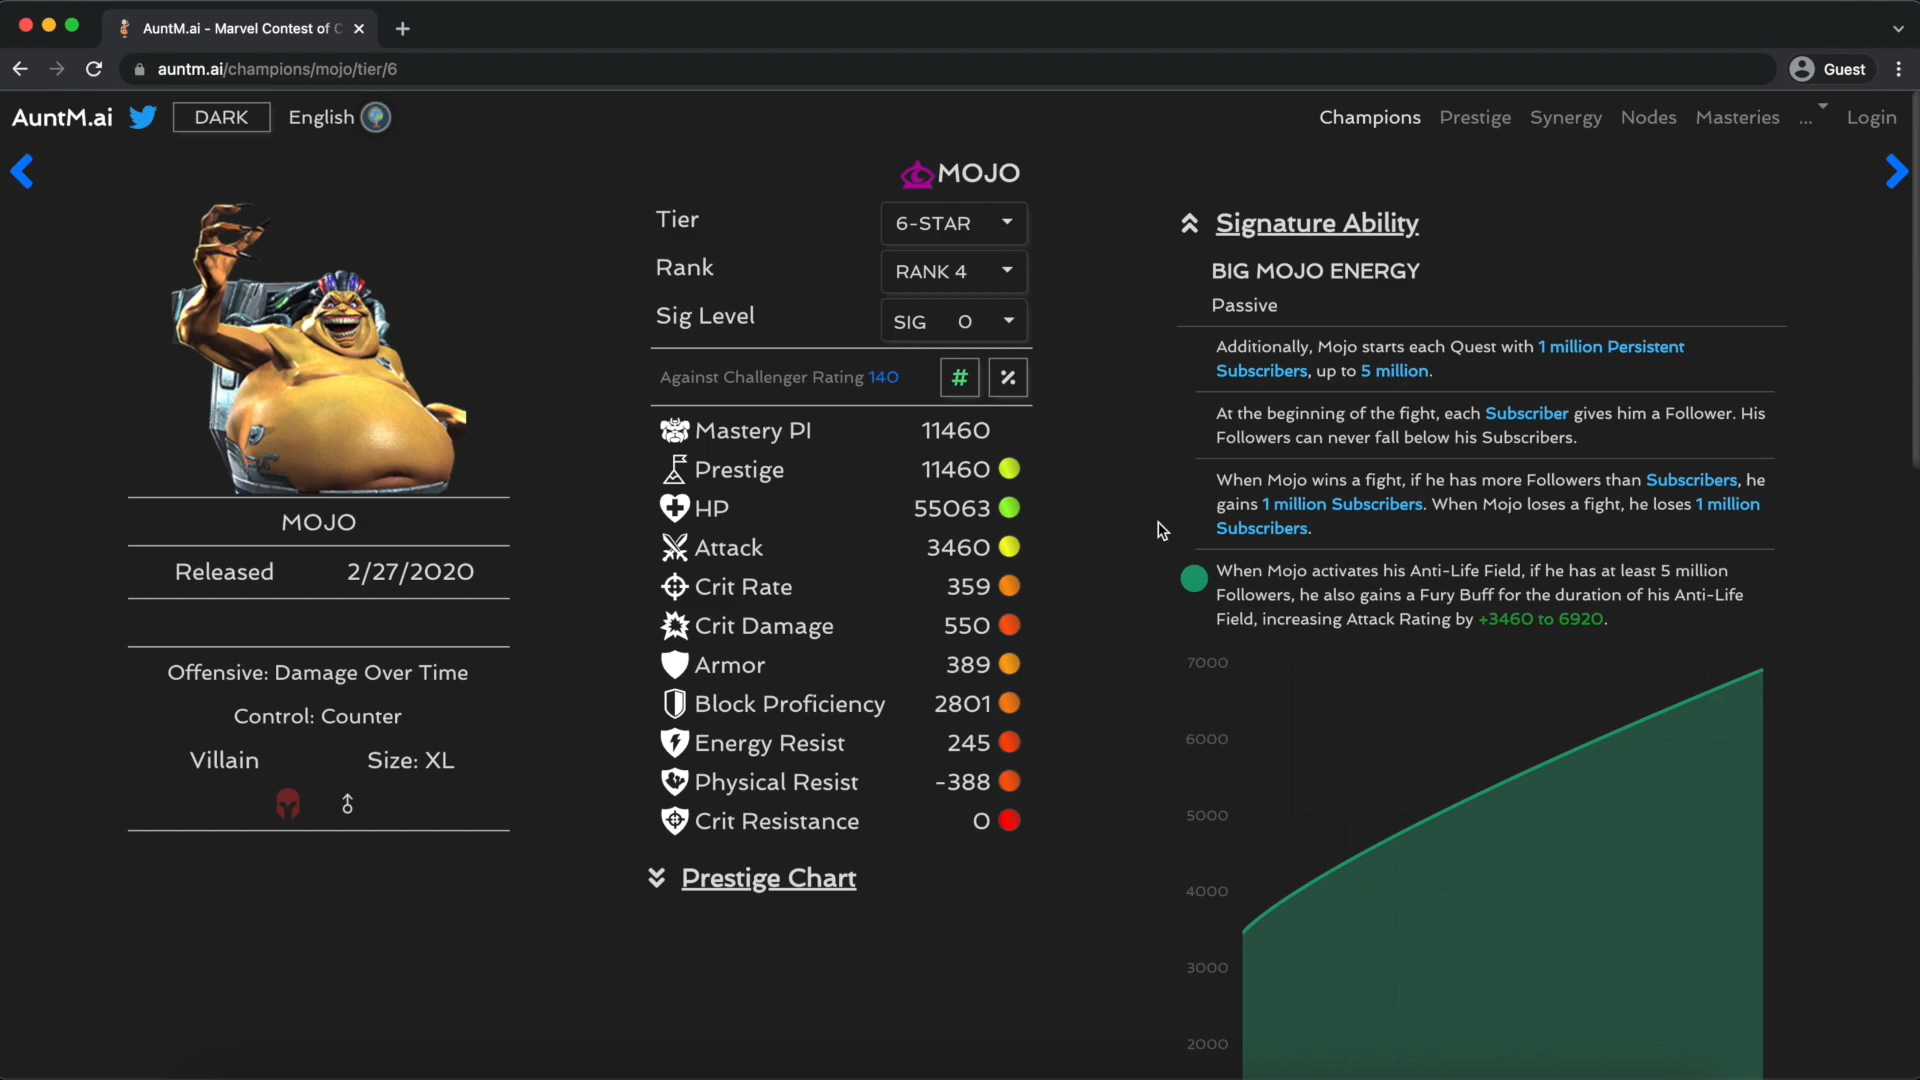 AuntM.ai - Marvel Contest of C
auntm.ai/champions/mojo/tier/6
Guest
AuntM.ai DARK English Champions Prestige Synergy Nodes Masteries ... Login
MOJO
Released 2/27/2020
Offensive: Damage Over Time
Control: Counter
Villain Size: XL
MOJO
Tier 6-STAR
Rank RANK 4
Sig Level SIG 0
Against Challenger Rating 140 # %
Mastery PI 11460
Prestige 11460
HP 55063
Attack 3460
Crit Rate 359
Crit Damage 550
Armor 389
Block Proficiency 2801
Energy Resist 245
Physical Resist -388
Crit Resistance 0
Prestige Chart
Signature Ability
BIG MOJO ENERGY
Passive
Additionally, Mojo starts each Quest with 1 million Persistent
Subscribers, up to 5 million.
At the beginning of the fight, each Subscriber gives him a Follower. His
Followers can never fall below his Subscribers.
When Mojo wins a fight, if he has more Followers than Subscribers, he
gains 1 million Subscribers. When Mojo loses a fight, he loses 1 million
Subscribers.
When Mojo activates his Anti-Life Field, if he has at least 5 million
Followers, he also gains a Fury Buff for the duration of his Anti-Life
Field, increasing Attack Rating by +3460 to 6920.
7000
6000
5000
4000
3000
2000